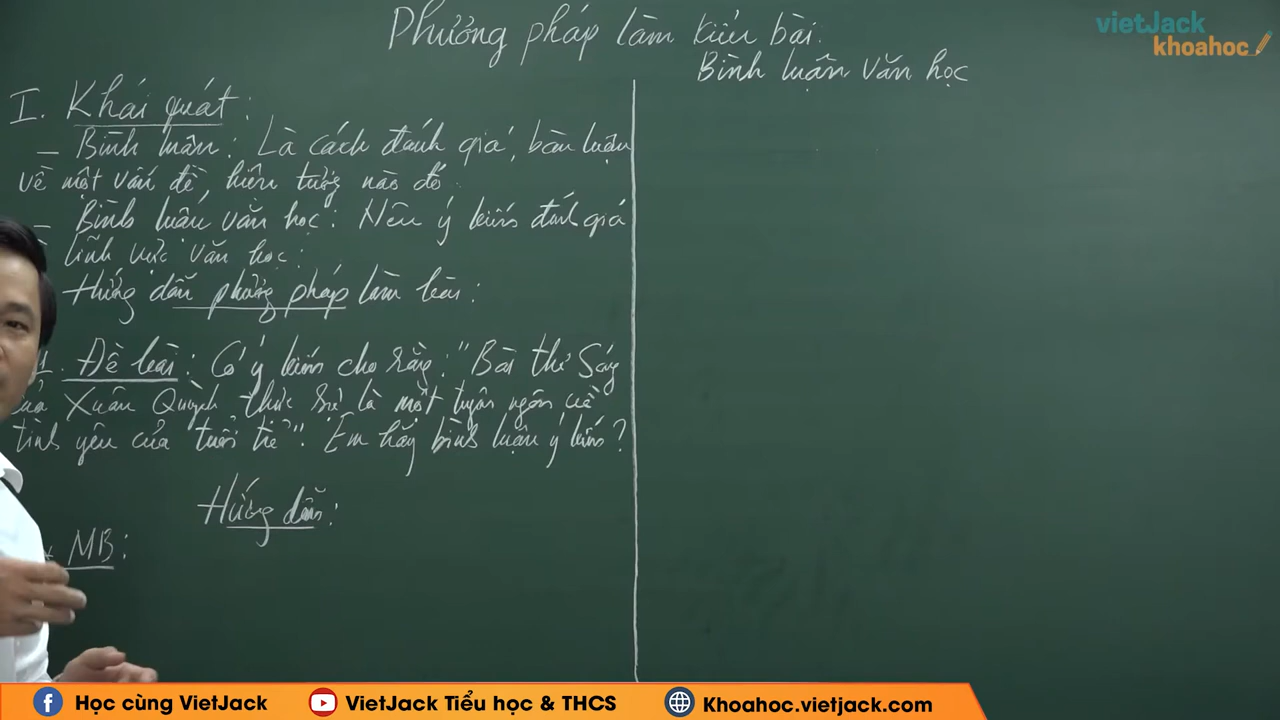 Phương pháp làm kiểu bài:
Bình luận văn học
vietJack
khoahoc
I. Khái quát:
– Bình luận: Là cách đánh giá, bàn luận
về một vấn đề, hiện tượng nào đó.
– Bình luận văn học: Nêu ý kiến đánh giá
lĩnh vực văn học:
Hướng dẫn phương pháp làm bài:
1. Đề bài: Có ý kiến cho rằng: "Bài thơ Sóng
của Xuân Quỳnh thực sự là một tuyên ngôn về
tình yêu của tuổi trẻ". Em hãy bình luận ý kiến?
Hướng dẫn:
+ MB:
Học cùng VietJack
VietJack Tiểu học & THCS
Khoahoc.vietjack.com